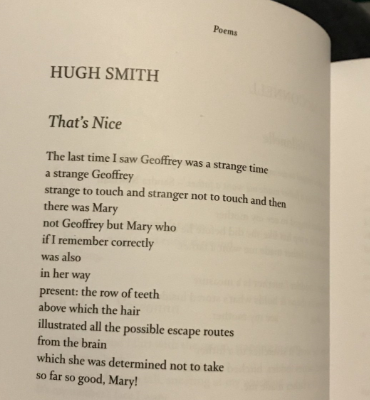 Poems
HUGH SMITH
That's Nice
The last time I saw Geoffrey was a strange time
a strange Geoffrey
strange to touch and stranger not to touch and then
there was Mary
not Geoffrey but Mary who
if I remember correctly
was also
in her way
present: the row of teeth
above which the hair
illustrated all the possible escape routes
from the brain
which she was determined not to take
so far so good, Mary!